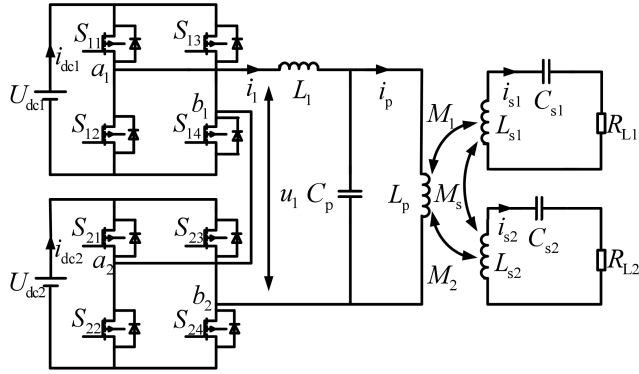 S11
S13
idc1
a1
i1
L1
ip
is1
Cs1
Udc1
b1
M1
Ls1
RL1
S12
S14
u1
Cp
Lp
Ms
S21
S23
idc2
a2
is2
Cs2
Udc2
b2
M2
Ls2
RL2
S22
S24